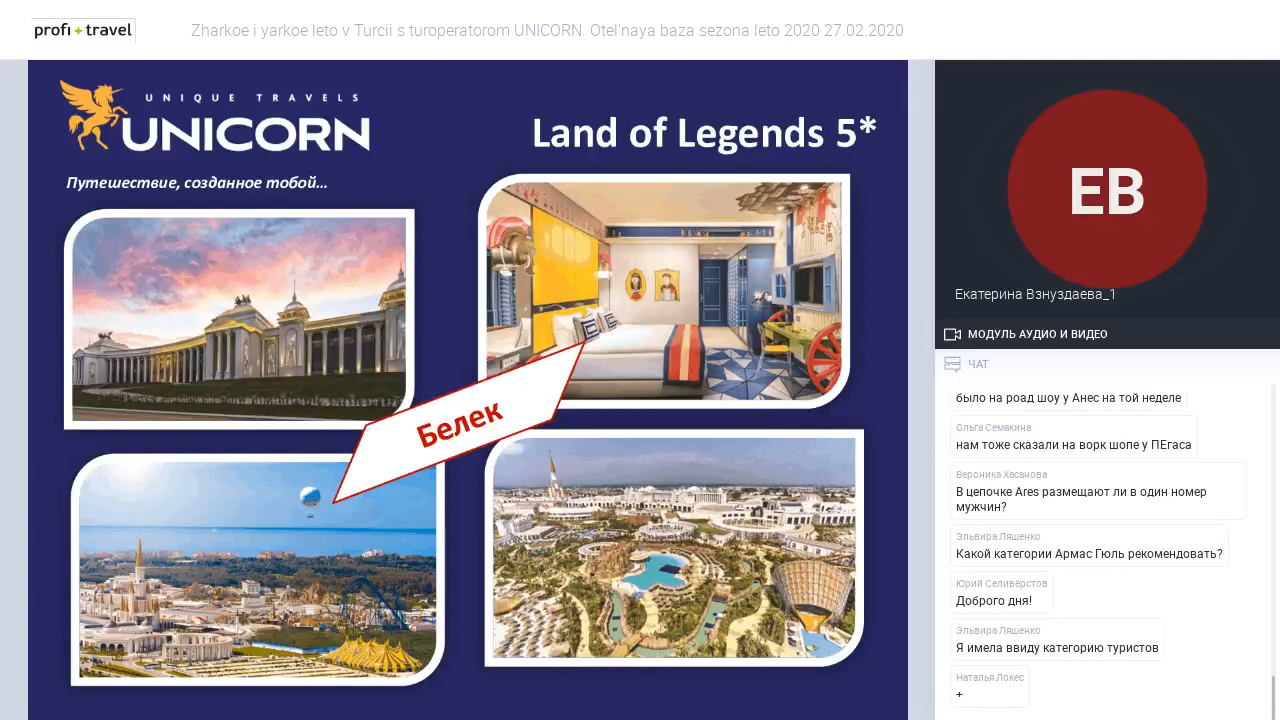 profi + travel
Zharkoe i yarkoe leto v Turcii s turoperatorom UNICORN. Otel'naya baza sezona leto 2020 27.02.2020
UNIQUE TRAVELS
UNICORN
Путешествие, созданное тобой...
Land of Legends 5*
Белек
ЕВ
Екатерина Взнуздаева_1
МОДУЛЬ АУДИО И ВИДЕО
ЧАТ
было на роад шоу у Анес на той неделе
Ольга Семакина
нам тоже сказали на ворк шопе у ПЕгаса
Вероника Хасанова
В цепочке Ares размещают ли в один номер
мужчин?
Эльвира Ляшенко
Какой категории Армас Гюль рекомендовать?
Юрий Селивёрстов
Доброго дня!
Эльвира Ляшенко
Я имела ввиду категорию туристов
Наталья Локес
+